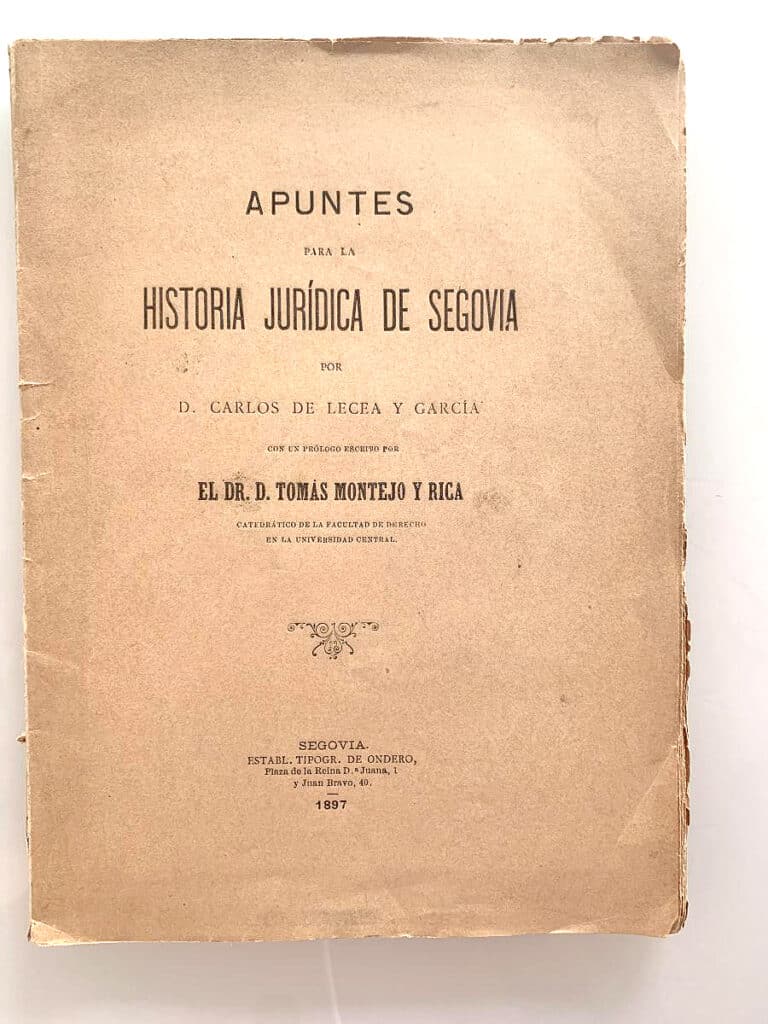 APUNTES
PARA LA
HISTORIA JURÍDICA DE SEGOVIA
POR
D. CARLOS DE LECEA Y GARCÍA
CON UN PRÓLOGO ESCRITO POR
EL DR. D. TOMÁS MONTEJO Y RICA
CATEDRÁTICO DE LA FACULTAD DE DERECHO
EN LA UNIVERSIDAD CENTRAL.
SEGOVIA.
ESTABL. TIPOGR. DE ONDERO,
Plaza de la Reina D.ª Juana, 1
y Juan Bravo, 40.
1897